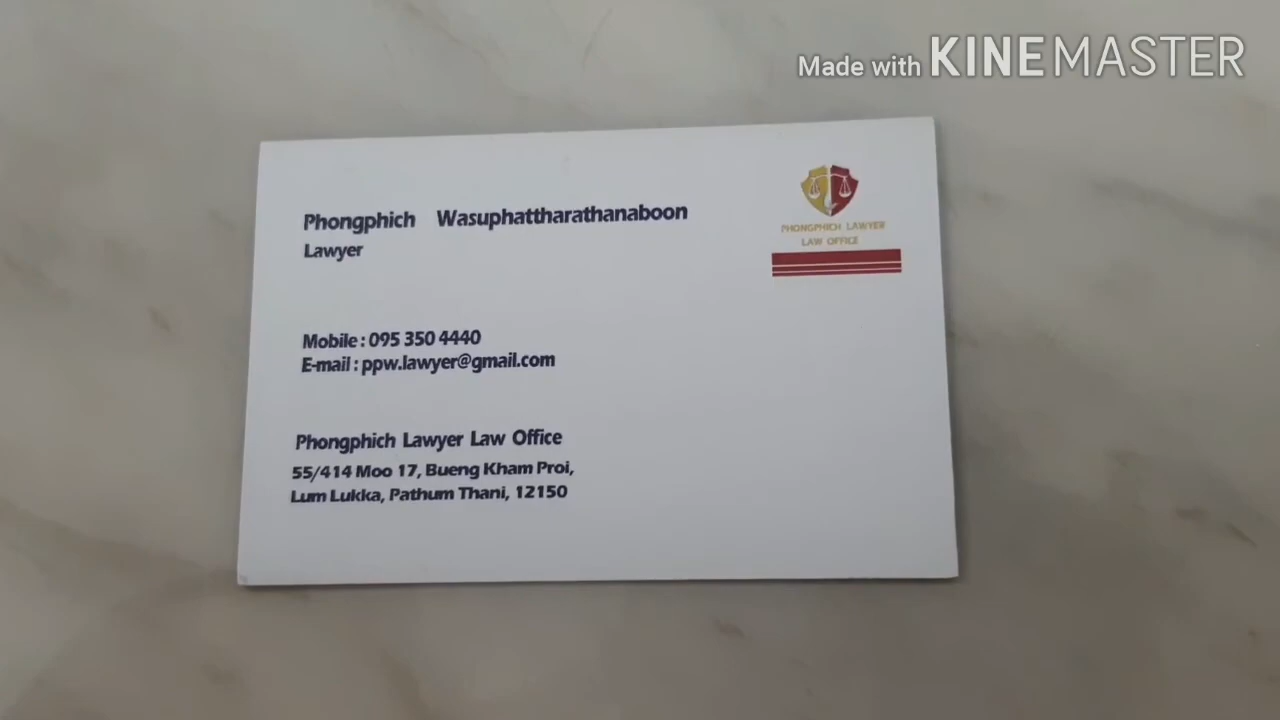 Made with KINEMASTER
Phongphich Wasuphattharathanaboon
Lawyer
PHONGPHICH LAWYER
LAW OFFICE
Mobile : 095 350 4440
E-mail : ppw.lawyer@gmail.com
Phongphich Lawyer Law Office
55/414 Moo 17, Bueng Kham Proi,
Lum Lukka, Pathum Thani, 12150